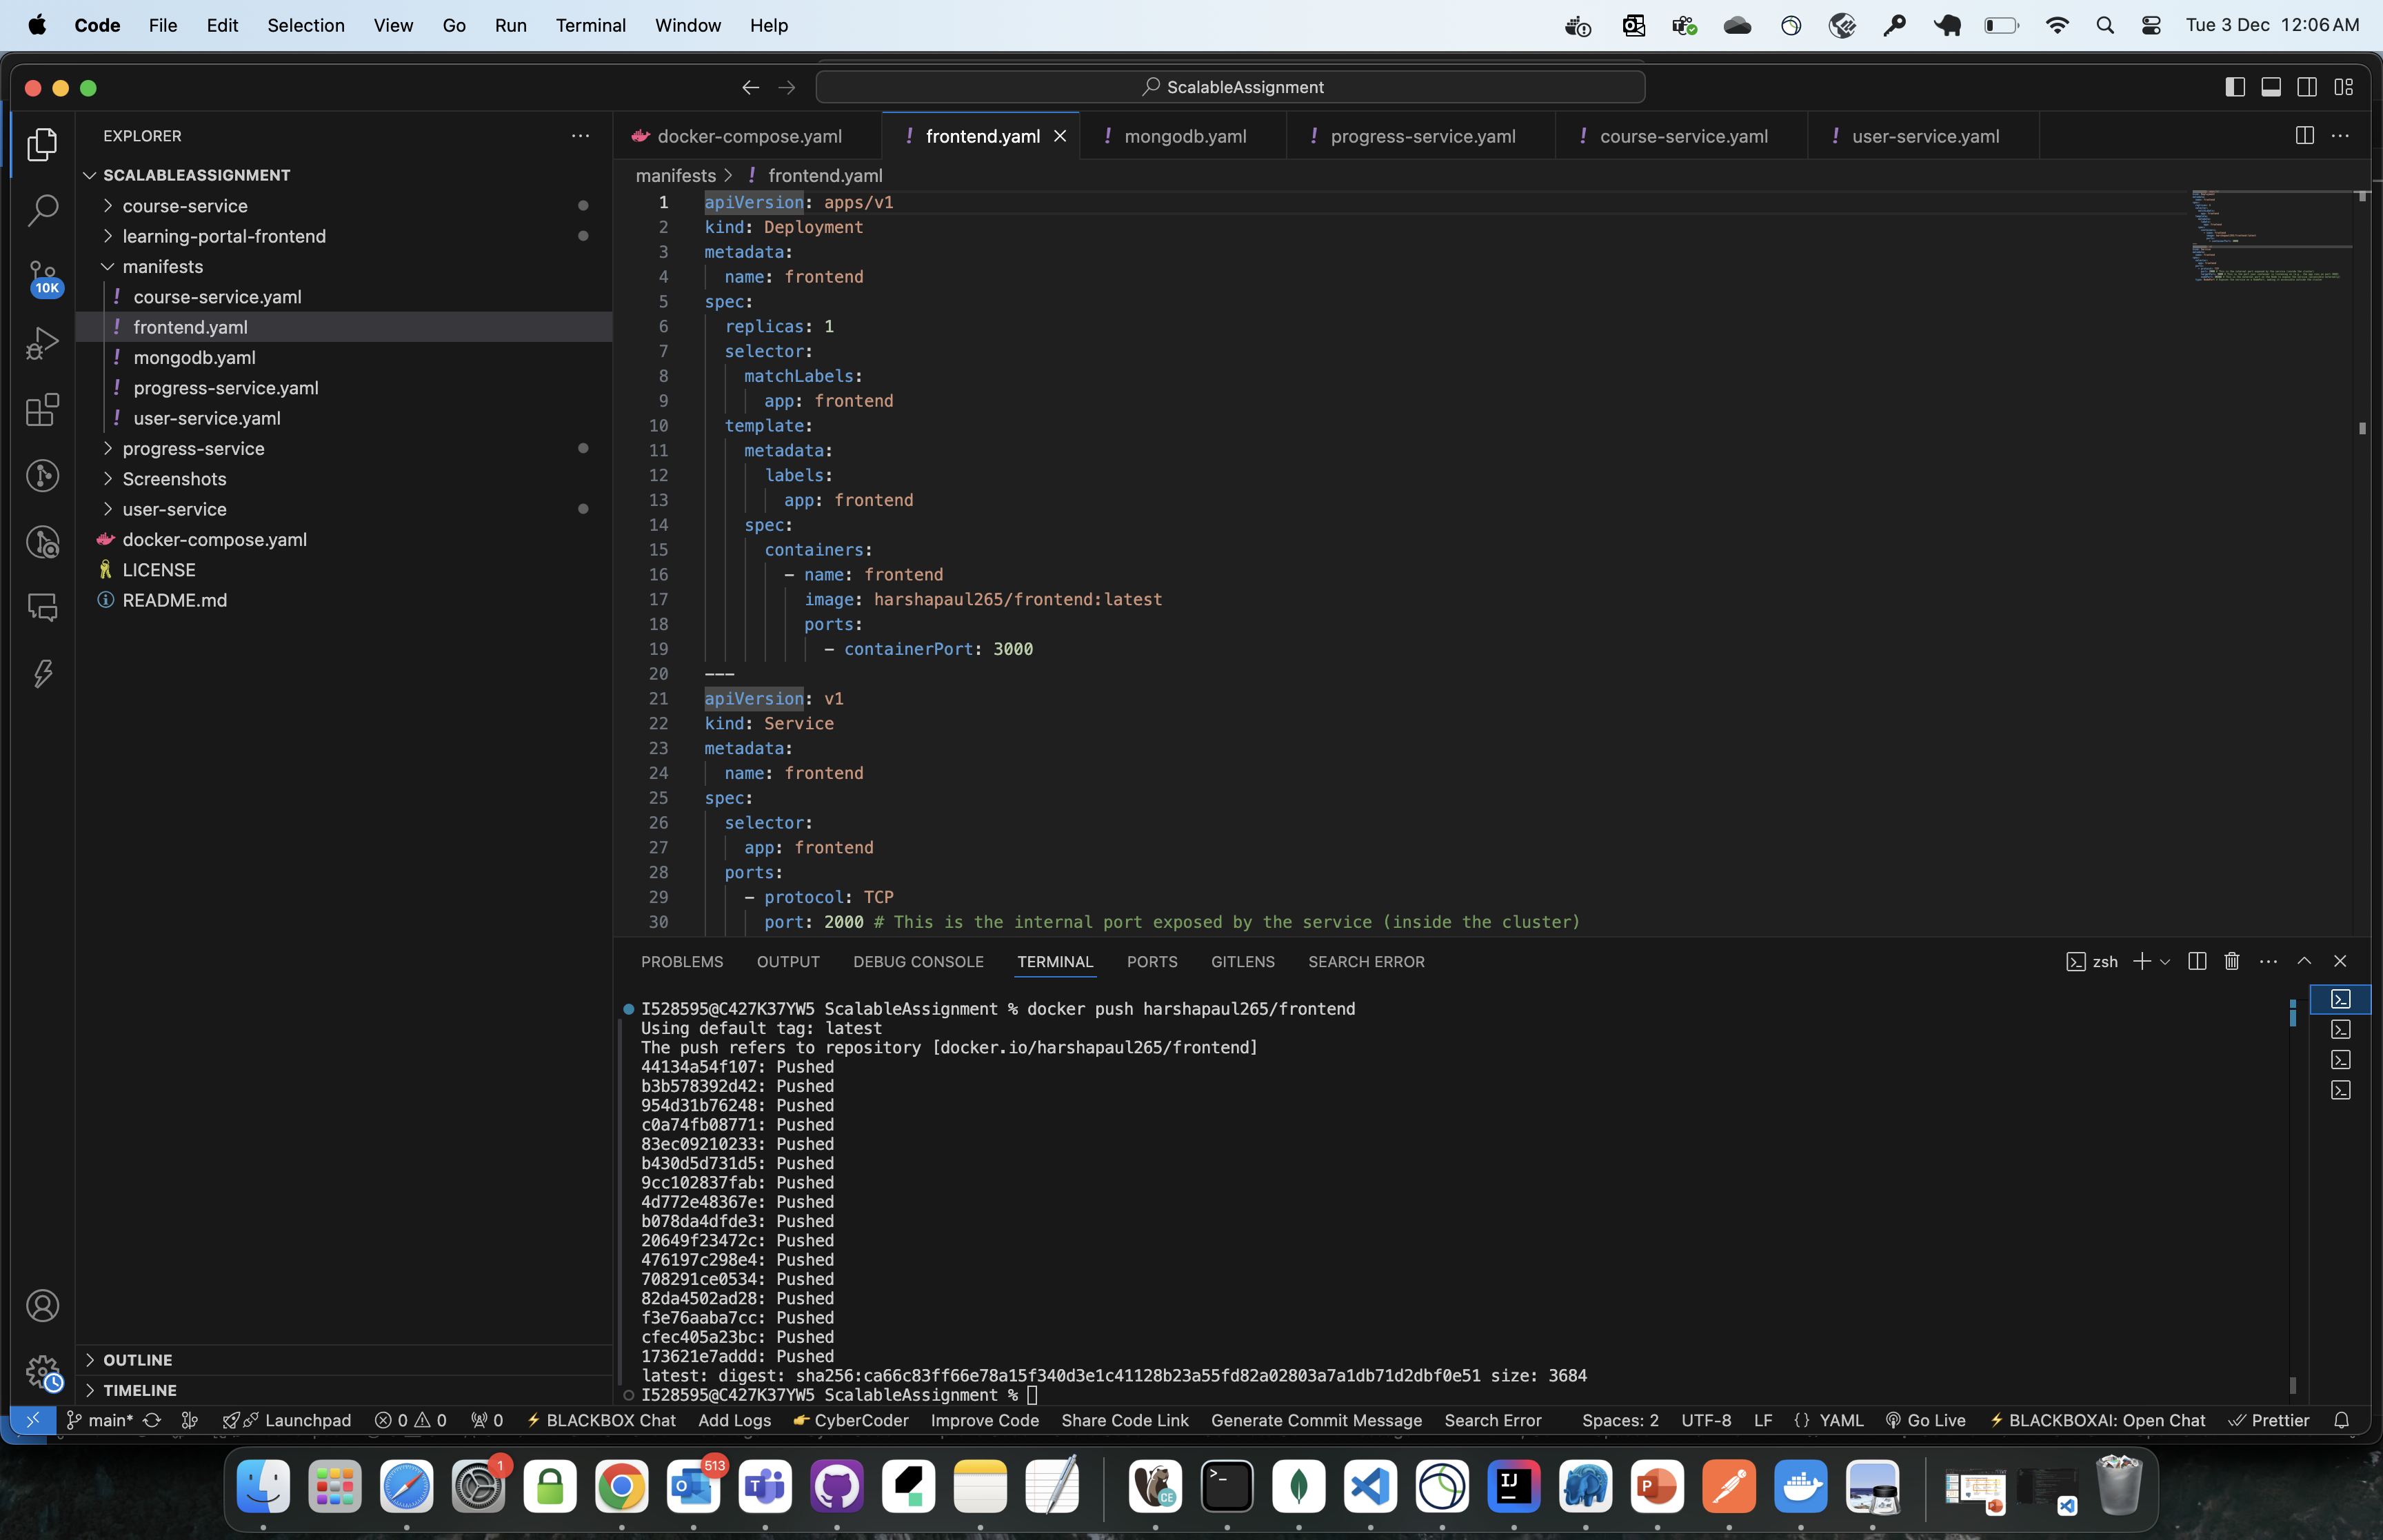 Code File Edit Selection View Go Run Terminal Window Help Tue 3 Dec 12:06 AM
ScalableAssignment
EXPLORER
SCALABLEASSIGNMENT
course-service
learning-portal-frontend
manifests
course-service.yaml
frontend.yaml
mongodb.yaml
progress-service.yaml
user-service.yaml
progress-service
Screenshots
user-service
docker-compose.yaml
LICENSE
README.md
OUTLINE
TIMELINE
10K
docker-compose.yaml frontend.yaml mongodb.yaml progress-service.yaml course-service.yaml user-service.yaml
manifests > frontend.yaml
1 apiVersion: apps/v1
2 kind: Deployment
3 metadata:
4 name: frontend
5 spec:
6 replicas: 1
7 selector:
8 matchLabels:
9 app: frontend
10 template:
11 metadata:
12 labels:
13 app: frontend
14 spec:
15 containers:
16 - name: frontend
17 image: harshapaul265/frontend:latest
18 ports:
19 - containerPort: 3000
20 ---
21 apiVersion: v1
22 kind: Service
23 metadata:
24 name: frontend
25 spec:
26 selector:
27 app: frontend
28 ports:
29 - protocol: TCP
30 port: 2000 # This is the internal port exposed by the service (inside the cluster)
PROBLEMS OUTPUT DEBUG CONSOLE TERMINAL PORTS GITLENS SEARCH ERROR zsh
I528595@C427K37YW5 ScalableAssignment % docker push harshapaul265/frontend
Using default tag: latest
The push refers to repository [docker.io/harshapaul265/frontend]
44134a54f107: Pushed
b3b578392d42: Pushed
954d31b76248: Pushed
c0a74fb08771: Pushed
83ec09210233: Pushed
b430d5d731d5: Pushed
9cc102837fab: Pushed
4d772e48367e: Pushed
b078da4dfde3: Pushed
20649f23472c: Pushed
476197c298e4: Pushed
708291ce0534: Pushed
82da4502ad28: Pushed
f3e76aaba7cc: Pushed
cfec405a23bc: Pushed
173621e7addd: Pushed
latest: digest: sha256:ca66c83ff66e78a15f340d3e1c41128b23a55fd82a02803a7a1db71d2dbf0e51 size: 3684
I528595@C427K37YW5 ScalableAssignment %
main* Launchpad 0 0 0 BLACKBOX Chat Add Logs CyberCoder Improve Code Share Code Link Generate Commit Message Search Error Spaces: 2 UTF-8 LF {} YAML Go Live BLACKBOXAI: Open Chat Prettier
1 513
CE
IJ